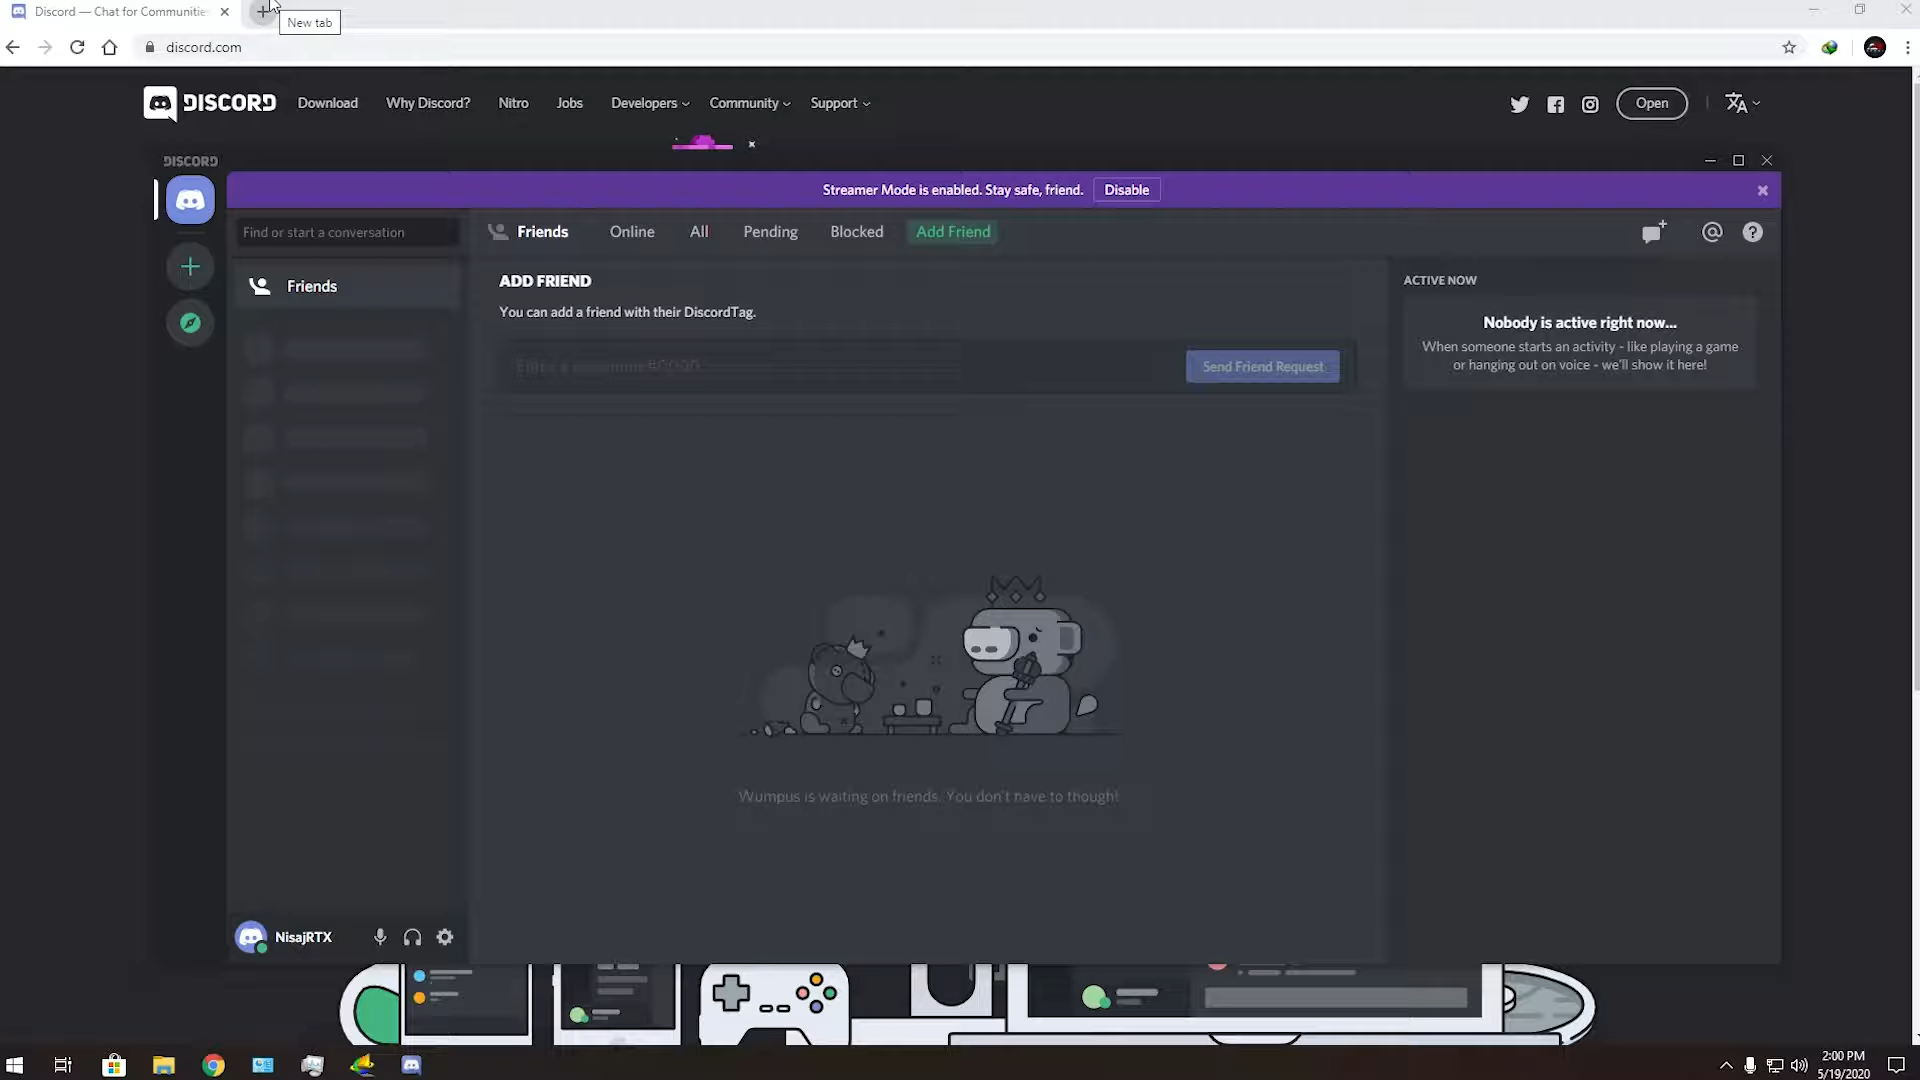 Discord — Chat for Communities
New tab
discord.com
DISCORD
Download
Why Discord?
Nitro
Jobs
Developers
Community
Support
Open
DISCORD
Streamer Mode is enabled. Stay safe, friend.
Disable
Find or start a conversation
Friends
Online
All
Pending
Blocked
Add Friend
Friends
ADD FRIEND
You can add a friend with their DiscordTag.
Send Friend Request
ACTIVE NOW
Nobody is active right now...
When someone starts an activity - like playing a game
or hanging out on voice - we'll show it here!
Wumpus is waiting on friends. You don't have to though!
NisajRTX
2:00 PM
5/19/2020